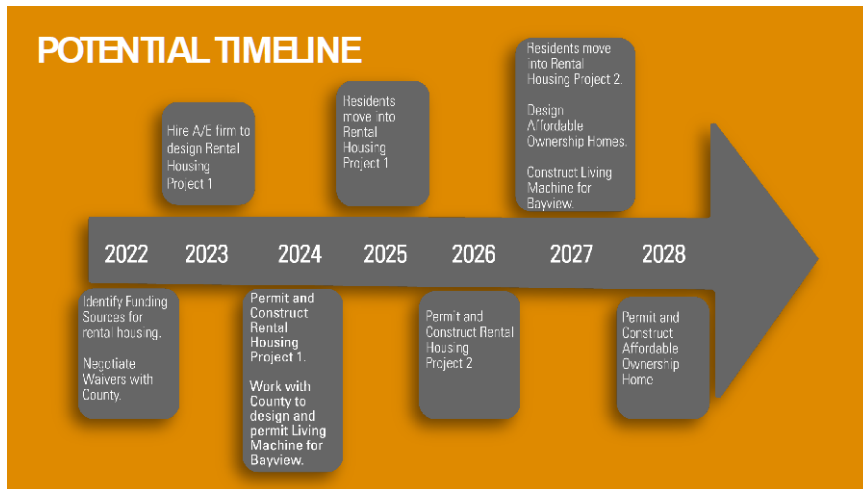 POTENTIAL TIMELINE
Hire A/E firm to
design Rental
Housing
Project 1
Residents
move into
Rental
Housing
Project 1
Residents move
into Rental
Housing Project 2.
Design
Affordable
Ownership Homes.
Construct Living
Machine for
Bayview.
2022 2023 2024 2025 2026 2027 2028
Identify Funding
Sources for
rental housing.
Negotiate
Waivers with
County.
Permit and
Construct
Rental
Housing
Project 1.
Work with
County to
design and
permit Living
Machine for
Bayview.
Permit and
Construct Rental
Housing
Project 2
Permit and
Construct
Affordable
Ownership
Home